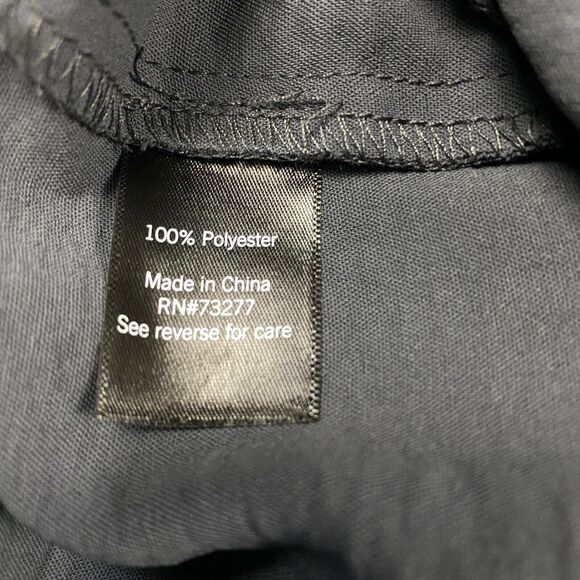 100% Polyester
Made in China
RN#73277
See reverse for care